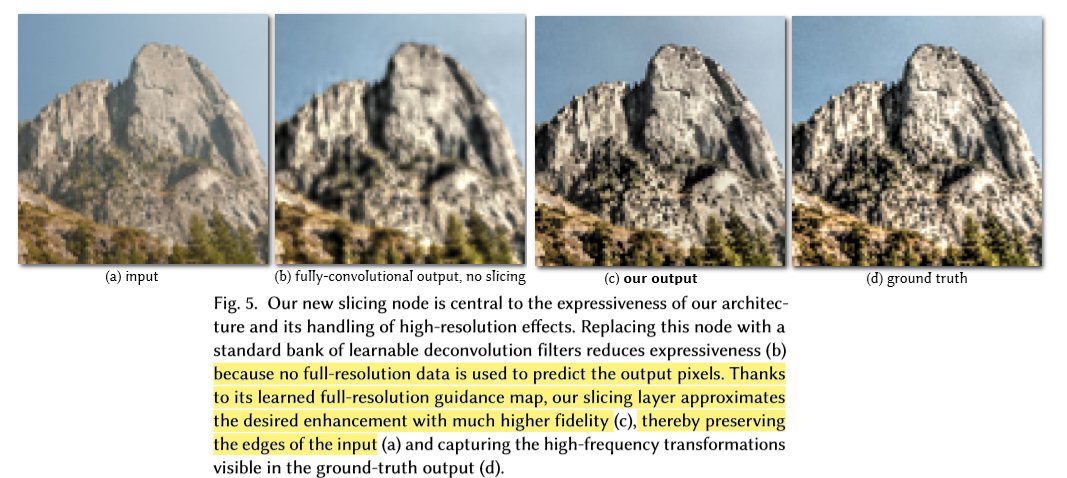 (a) input
(b) fully-convolutional output, no slicing
(c) our output
(d) ground truth
Fig. 5. Our new slicing node is central to the expressiveness of our architec-
ture and its handling of high-resolution effects. Replacing this node with a
standard bank of learnable deconvolution filters reduces expressiveness (b)
because no full-resolution data is used to predict the output pixels. Thanks
to its learned full-resolution guidance map, our slicing layer approximates
the desired enhancement with much higher fidelity (c), thereby preserving
the edges of the input (a) and capturing the high-frequency transformations
visible in the ground-truth output (d).